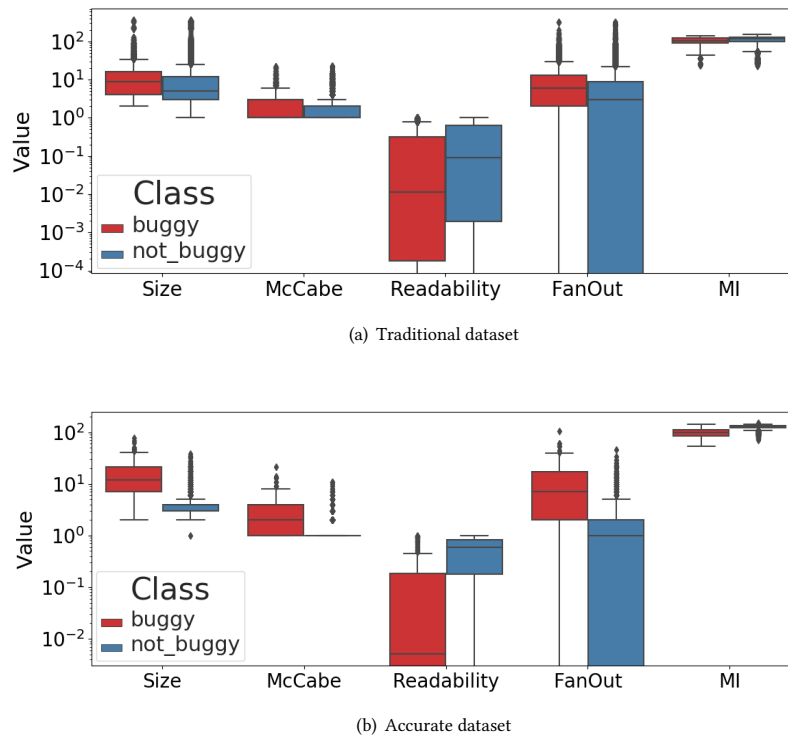 10²
10¹
10⁰
10⁻¹
10⁻²
10⁻³
10⁻⁴
Value
Class
buggy
not_buggy
Size McCabe Readability FanOut MI
(a) Traditional dataset
10²
10¹
10⁰
10⁻¹
10⁻²
Value
Class
buggy
not_buggy
Size McCabe Readability FanOut MI
(b) Accurate dataset